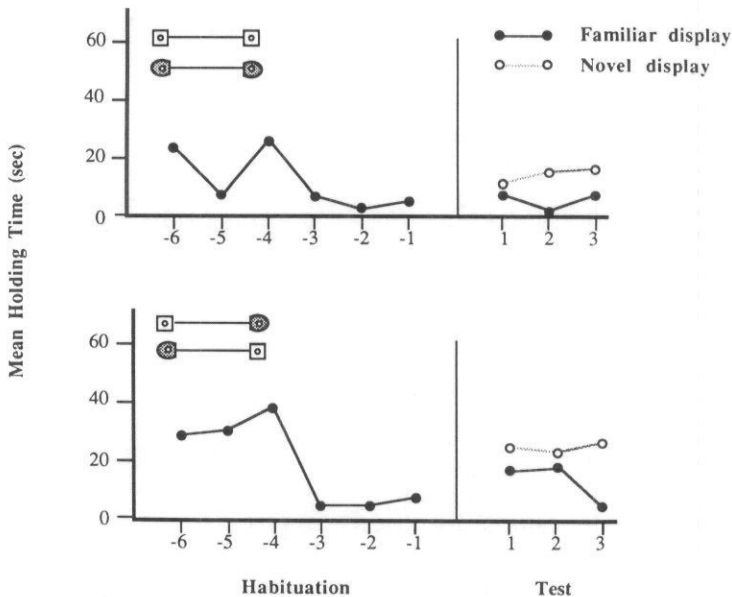 Mean Holding Time (sec)
60
40
20
0
-6 -5 -4 -3 -2 -1
1 2 3
Familiar display
Novel display
60
40
20
0
-6 -5 -4 -3 -2 -1
1 2 3
Habituation
Test